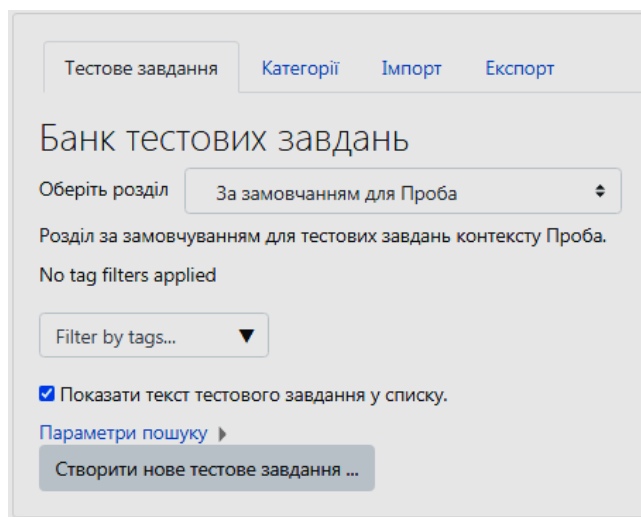 Тестове завдання Категорії Імпорт Експорт
Банк тестових завдань
Оберіть розділ За замовчанням для Проба
Розділ за замовчуванням для тестових завдань контексту Проба.
No tag filters applied
Filter by tags...
Показати текст тестового завдання у списку.
Параметри пошуку
Створити нове тестове завдання ...